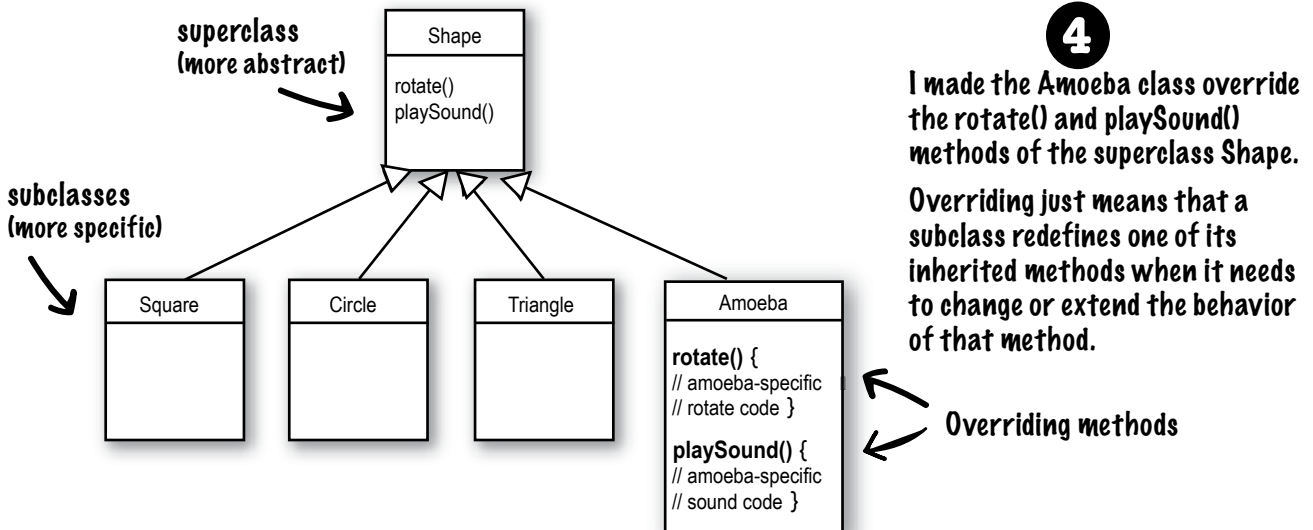 superclass
(more abstract)
Shape
rotate()
playSound()
subclasses
(more specific)
Square
Circle
Triangle
Amoeba
rotate() {
// amoeba-specific
// rotate code }
playSound() {
// amoeba-specific
// sound code }
4
I made the Amoeba class override
the rotate() and playSound()
methods of the superclass Shape.
Overriding just means that a
subclass redefines one of its
inherited methods when it needs
to change or extend the behavior
of that method.
Overriding methods